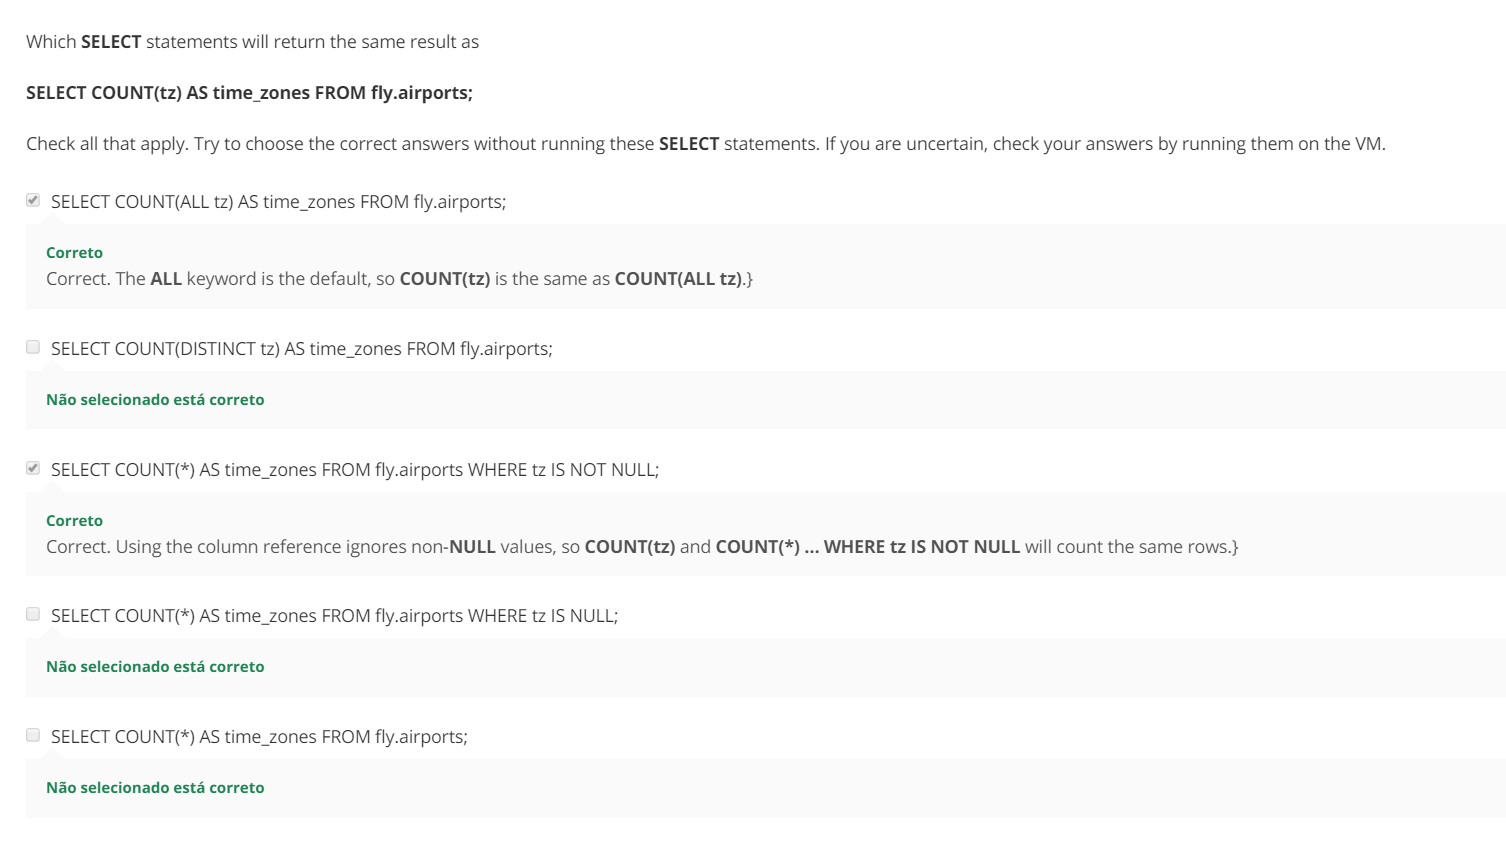 Which SELECT statements will return the same result as
SELECT COUNT(tz) AS time_zones FROM fly.airports;
Check all that apply. Try to choose the correct answers without running these SELECT statements. If you are uncertain, check your answers by running them on the VM.
SELECT COUNT(ALL tz) AS time_zones FROM fly.airports;
Correto
Correct. The ALL keyword is the default, so COUNT(tz) is the same as COUNT(ALL tz).}
SELECT COUNT(DISTINCT tz) AS time_zones FROM fly.airports;
Não selecionado está correto
SELECT COUNT(*) AS time_zones FROM fly.airports WHERE tz IS NOT NULL;
Correto
Correct. Using the column reference ignores non-NULL values, so COUNT(tz) and COUNT(*) ... WHERE tz IS NOT NULL will count the same rows.}
SELECT COUNT(*) AS time_zones FROM fly.airports WHERE tz IS NULL;
Não selecionado está correto
SELECT COUNT(*) AS time_zones FROM fly.airports;
Não selecionado está correto